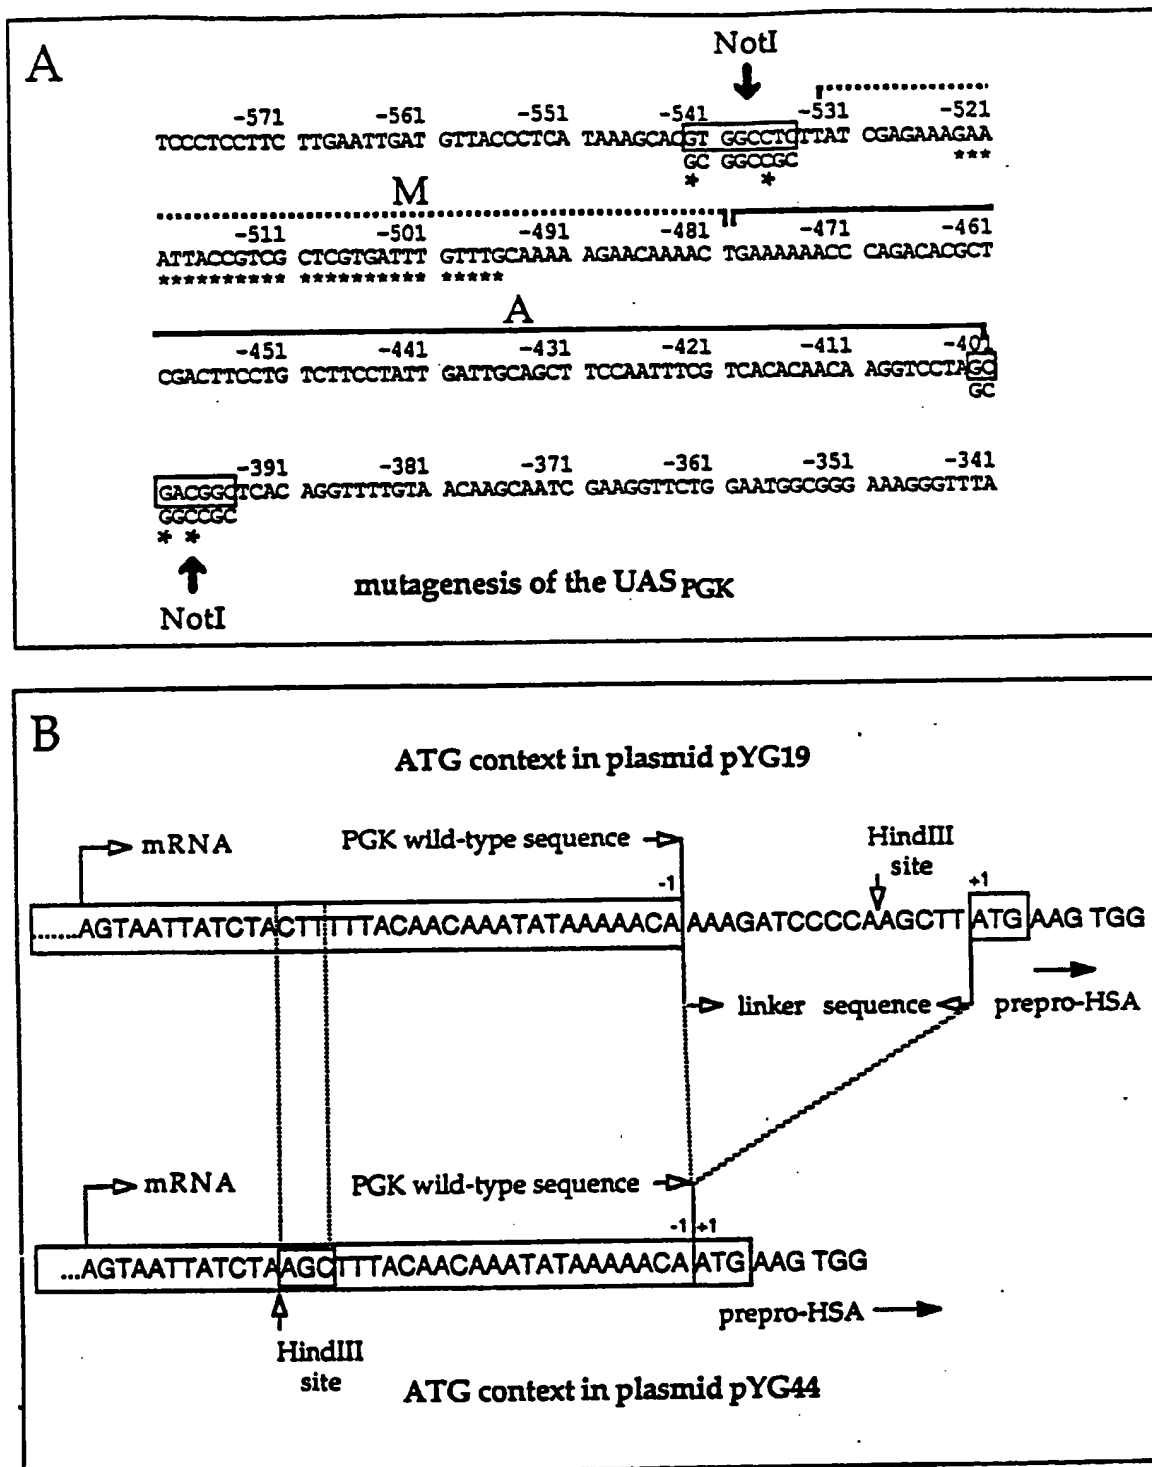 A
NotI
-571 -561 -551 -541 -531 -521
TCCCTCCTTC TTGAATTGAT GTTACCCTCA TAAAGCACGT GGCCTCTTAT CGAGAAAGAA
GC GGCCGC
* * ***
M
-511 -501 -491 -481 -471 -461
ATTACCGTCG CTCGTGATTT GTTTGCAAAA AGAACAAAAC TGAAAAAACC CAGACACGCT
********** ********** *****
A
-451 -441 -431 -421 -411 -401
CGACTTCCTG TCTTCCTATT GATTGCAGCT TCCAATTTCG TCACACAACA AGGTCCTAGC
GC
-391 -381 -371 -361 -351 -341
GACGGCTCAC AGGTTTTGTA ACAAGCAATC GAAGGTTCTG GAATGGCGGG AAAGGGTTTA
GGCCGC
* *
NotI
mutagenesis of the UAS PGK
B
ATG context in plasmid pYG19
mRNA
PGK wild-type sequence
HindIII
site
-1 +1
......AGTAATTATCTACTTTTTACAACAAATATAAAAACA AAAGATCCCCAAGCTT ATG AAG TGG
linker sequence
prepro-HSA
mRNA
PGK wild-type sequence
-1 +1
...AGTAATTATCTAAGCTTTACAACAAATATAAAAACA ATG AAG TGG
prepro-HSA
HindIII
site
ATG context in plasmid pYG44